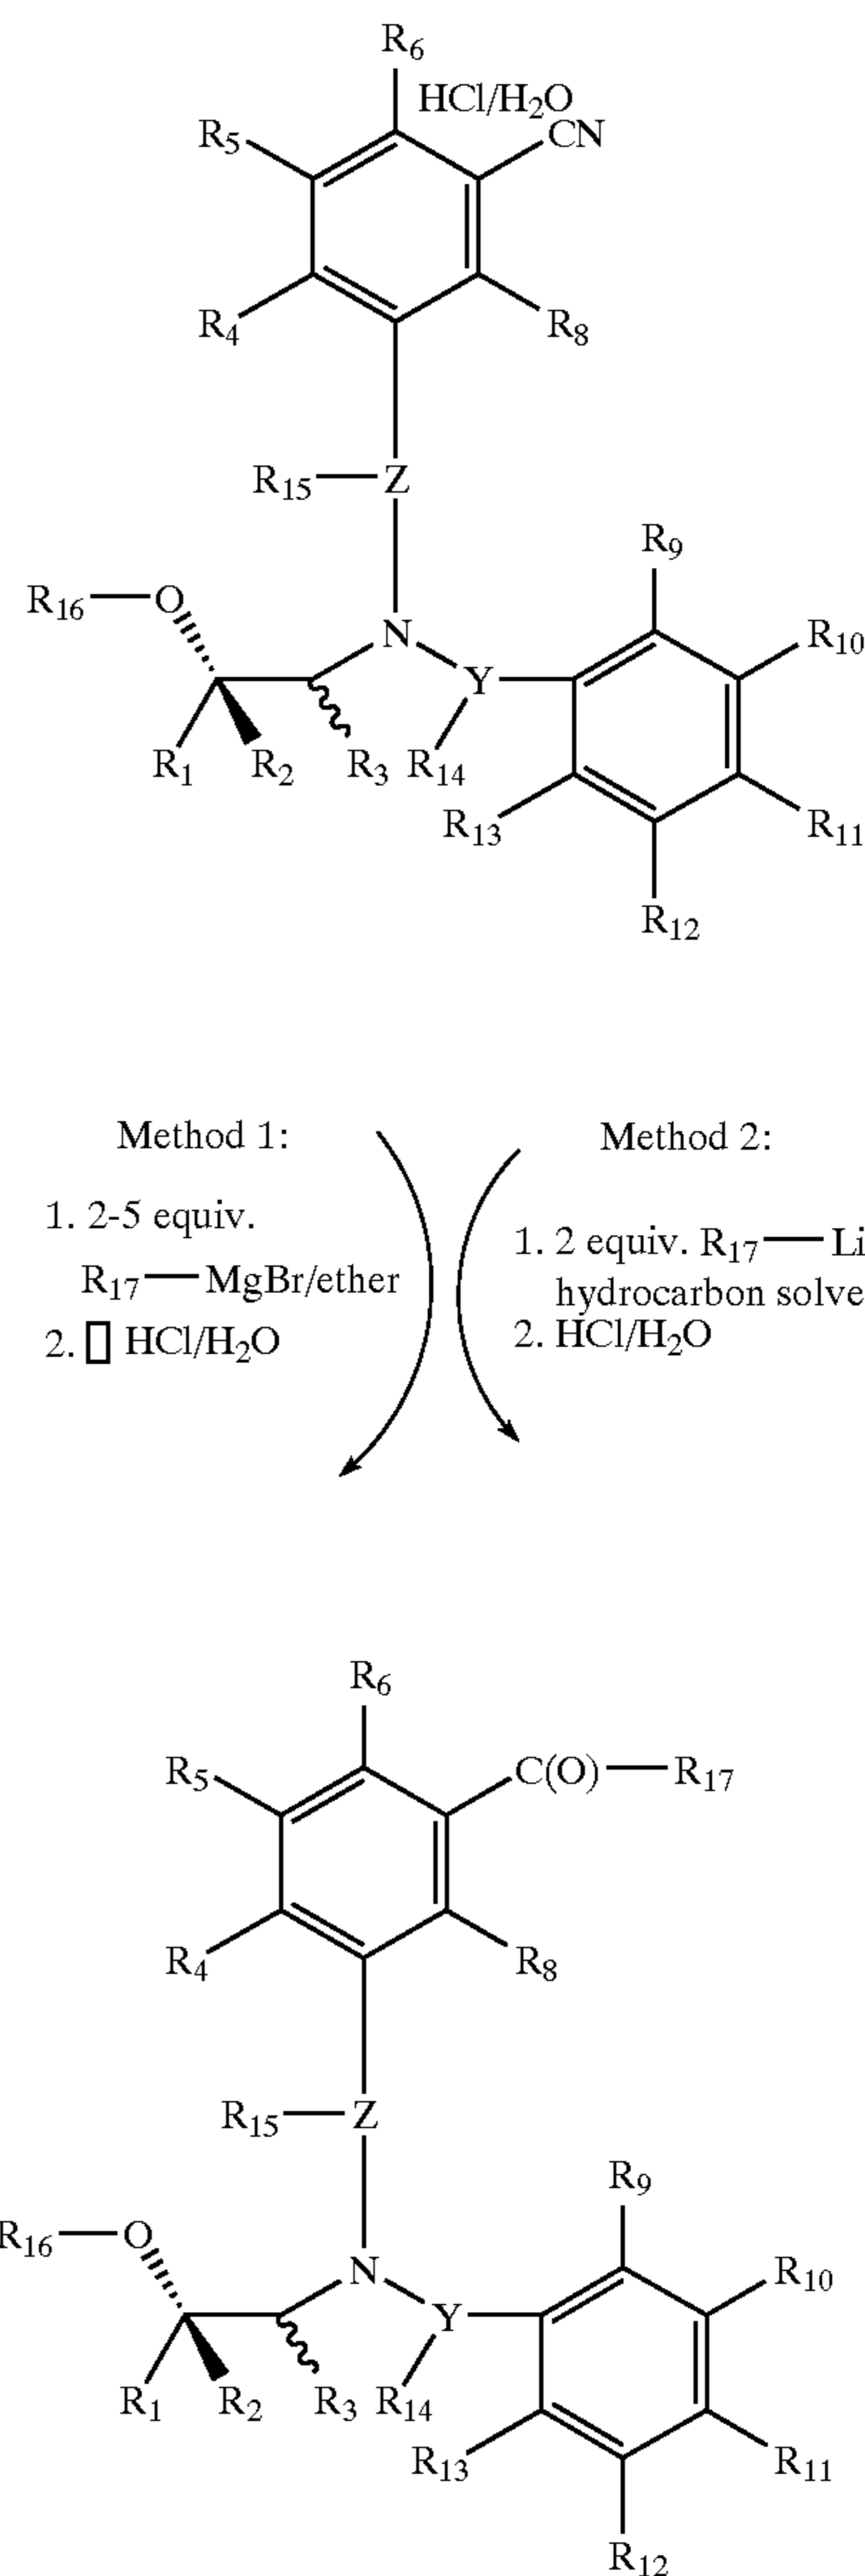 R6
HCl/H2O
R5 CN
R4 R8
R15 Z
R9
R16 O N R10
Y
R1 R2 R3 R14
R13 R11
R12
Method 1: Method 2:
1. 2-5 equiv.
1. 2 equiv. R17 Li
R17 MgBr/ether
hydrocarbon solve
2. □ HCl/H2O
2. HCl/H2O
R6
R5 C(O) R17
R4 R8
R15 Z
R9
R16 O N R10
Y
R1 R2 R3 R14
R13 R11
R12